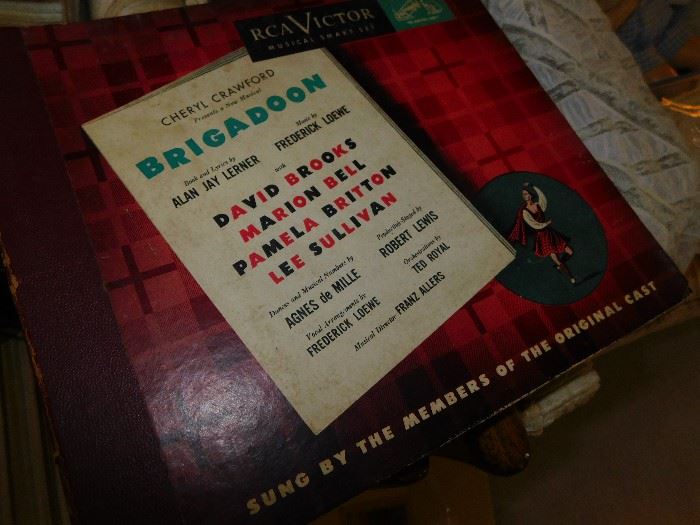 RCA VICTOR
MUSICAL SMART SET
CHERYL CRAWFORD
Presents a New Musical
BRIGADOON
Book and Lyrics by
ALAN JAY LERNER
Music by
FREDERICK LOEWE
with
DAVID BROOKS
MARION BELL
PAMELA BRITTON
LEE SULLIVAN
Dances and Musical Numbers by
AGNES de MILLE
Production Staged by
ROBERT LEWIS
Vocal Arrangements by
FREDERICK LOEWE
Orchestrations by
TED ROYAL
Musical Director FRANZ ALLERS
SUNG BY THE MEMBERS OF THE ORIGINAL CAST